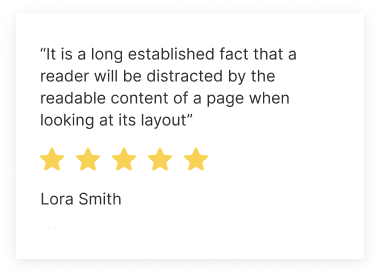 “It is a long established fact that a
reader will be distracted by the
readable content of a page when
looking at its layout”
Lora Smith